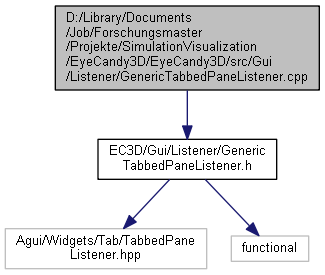 D:/Library/Documents
/Job/Forschungsmaster
/Projekte/SimulationVisualization
/EyeCandy3D/EyeCandy3D/src/Gui
/Listener/GenericTabbedPaneListener.cpp
EC3D/Gui/Listener/Generic
TabbedPaneListener.h
Agui/Widgets/Tab/TabbedPane
Listener.hpp
functional